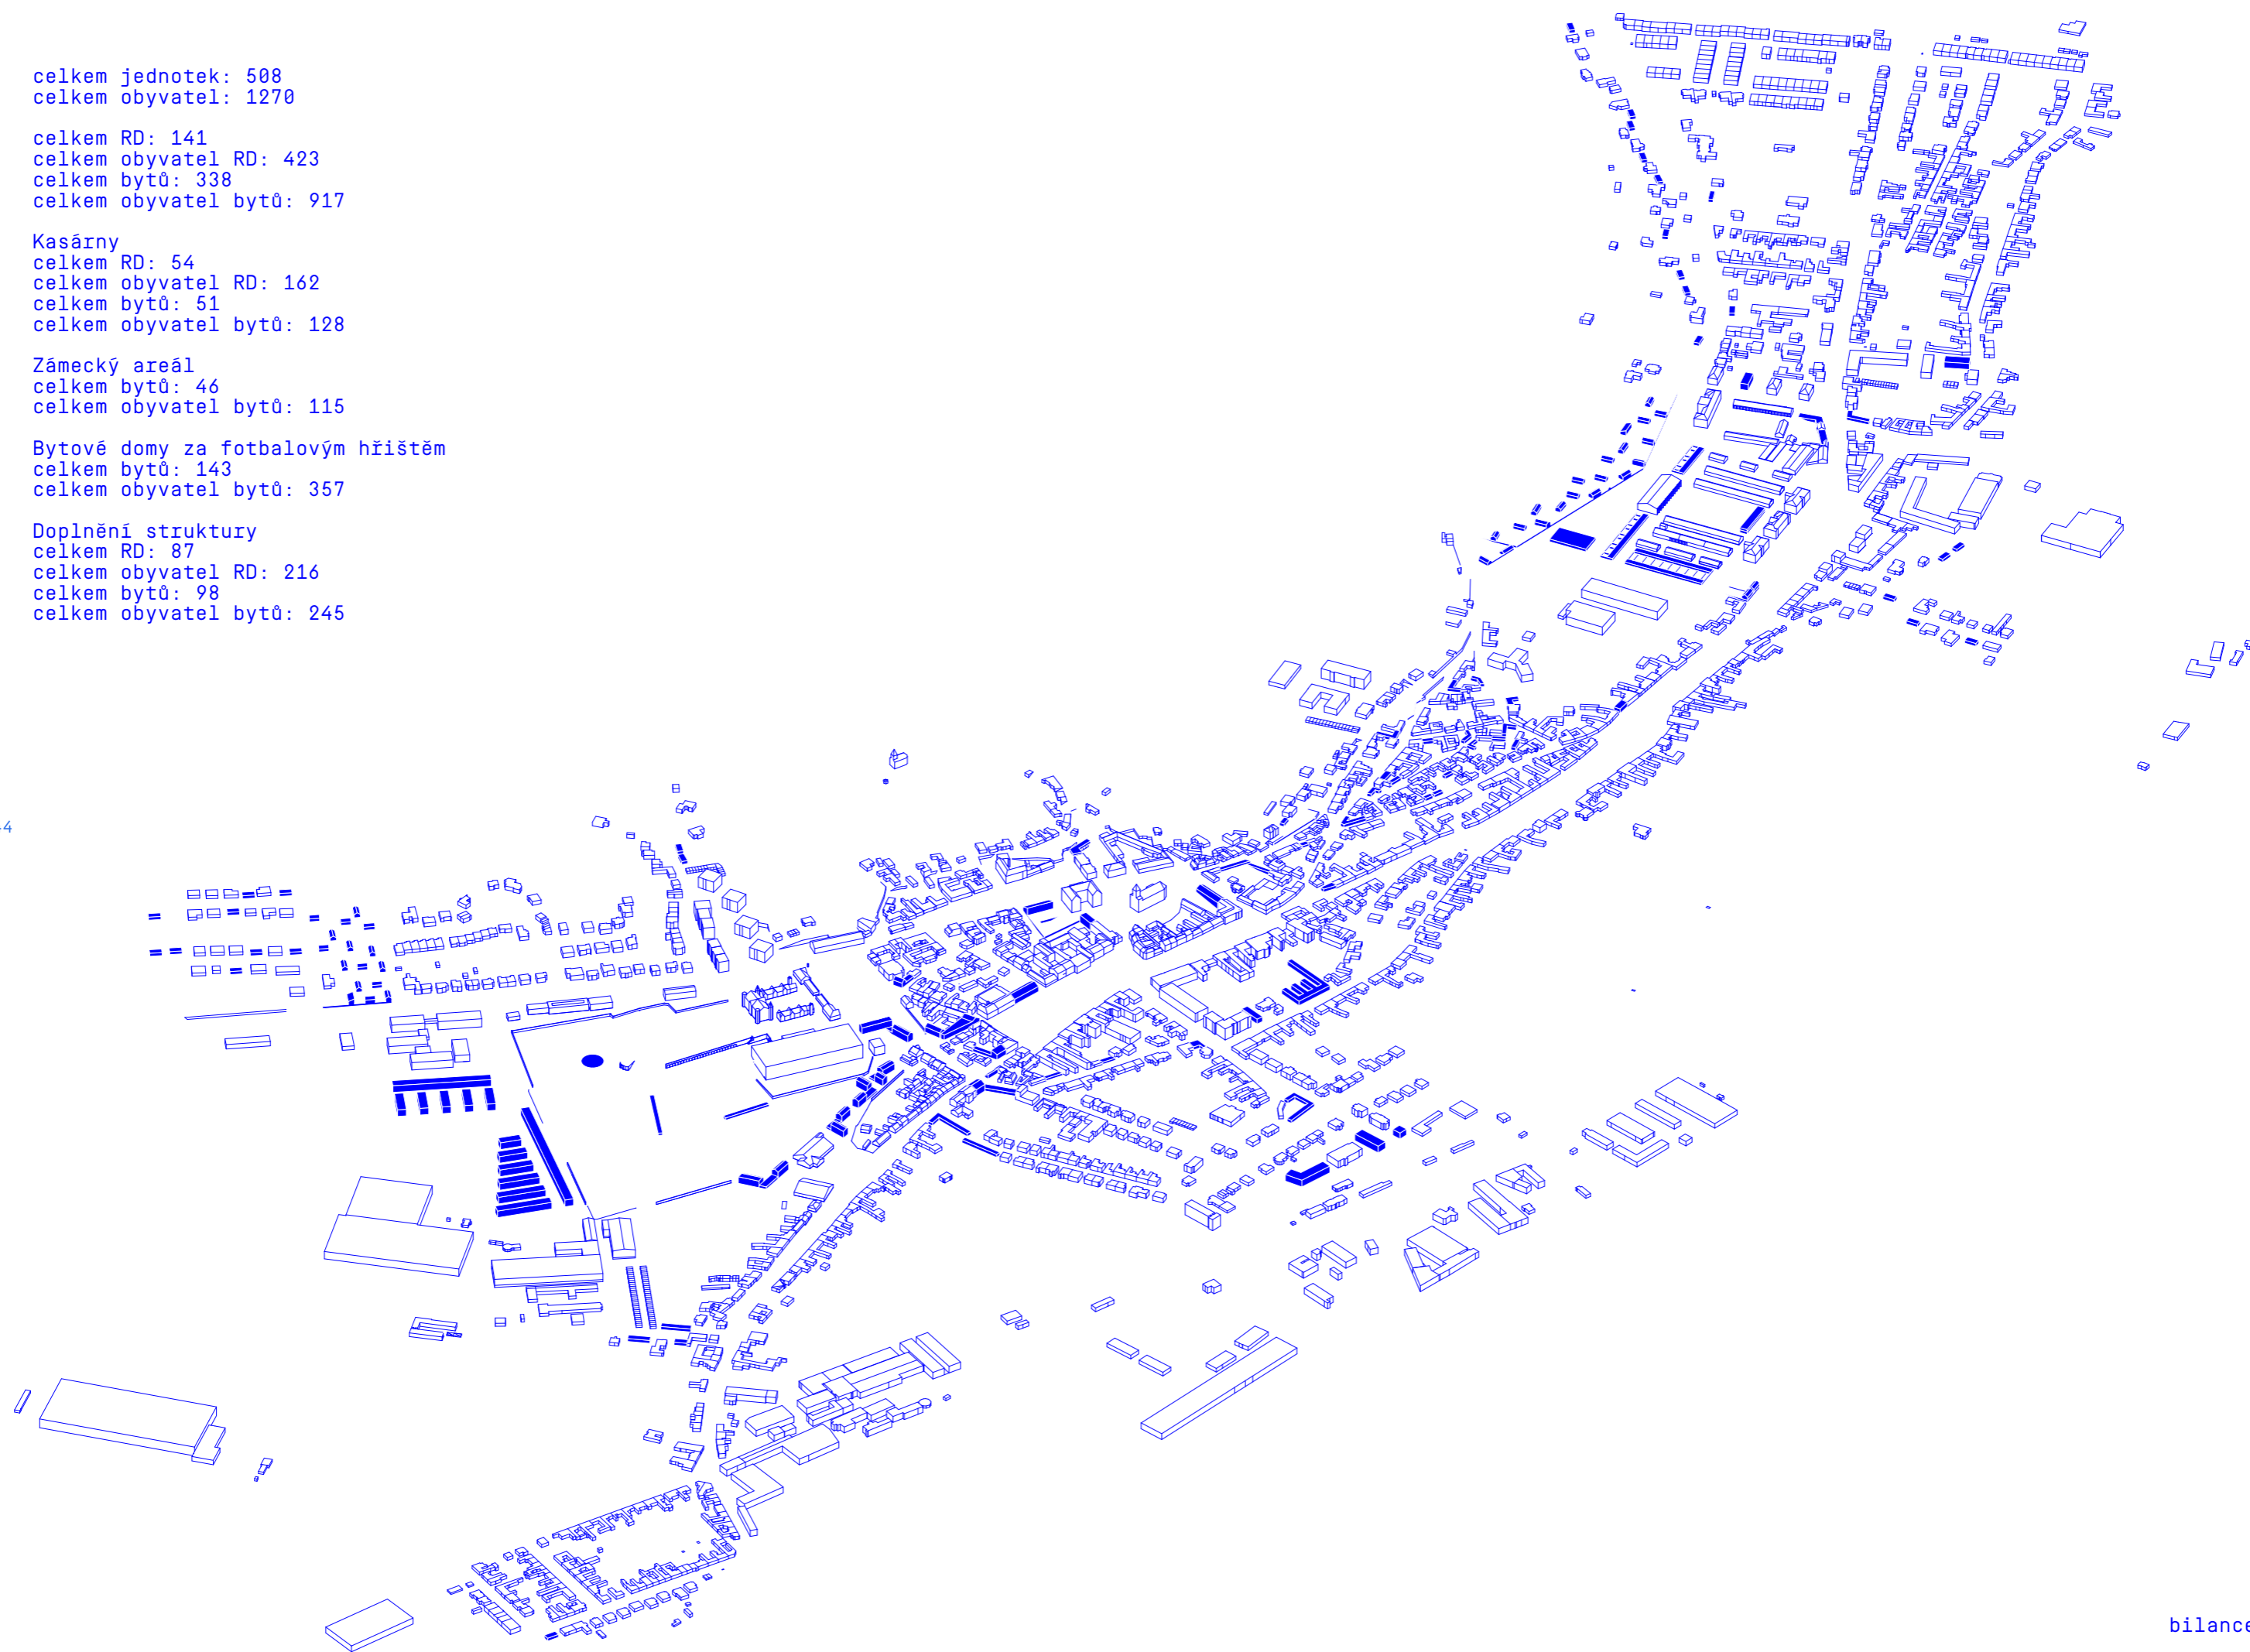 celkem jednotek: 508
celkem obyvatel: 1270
celkem RD: 141
celkem obyvatel RD: 423
celkem bytů: 338
celkem obyvatel bytů: 917
Kasárny
celkem RD: 54
celkem obyvatel RD: 162
celkem bytů: 51
celkem obyvatel bytů: 128
Zámecký areál
celkem bytů: 46
celkem obyvatel bytů: 115
Bytové domy za fotbalovým hřištěm
celkem bytů: 143
celkem obyvatel bytů: 357
Doplnění struktury
celkem RD: 87
celkem obyvatel RD: 216
celkem bytů: 98
celkem obyvatel bytů: 245
bilance